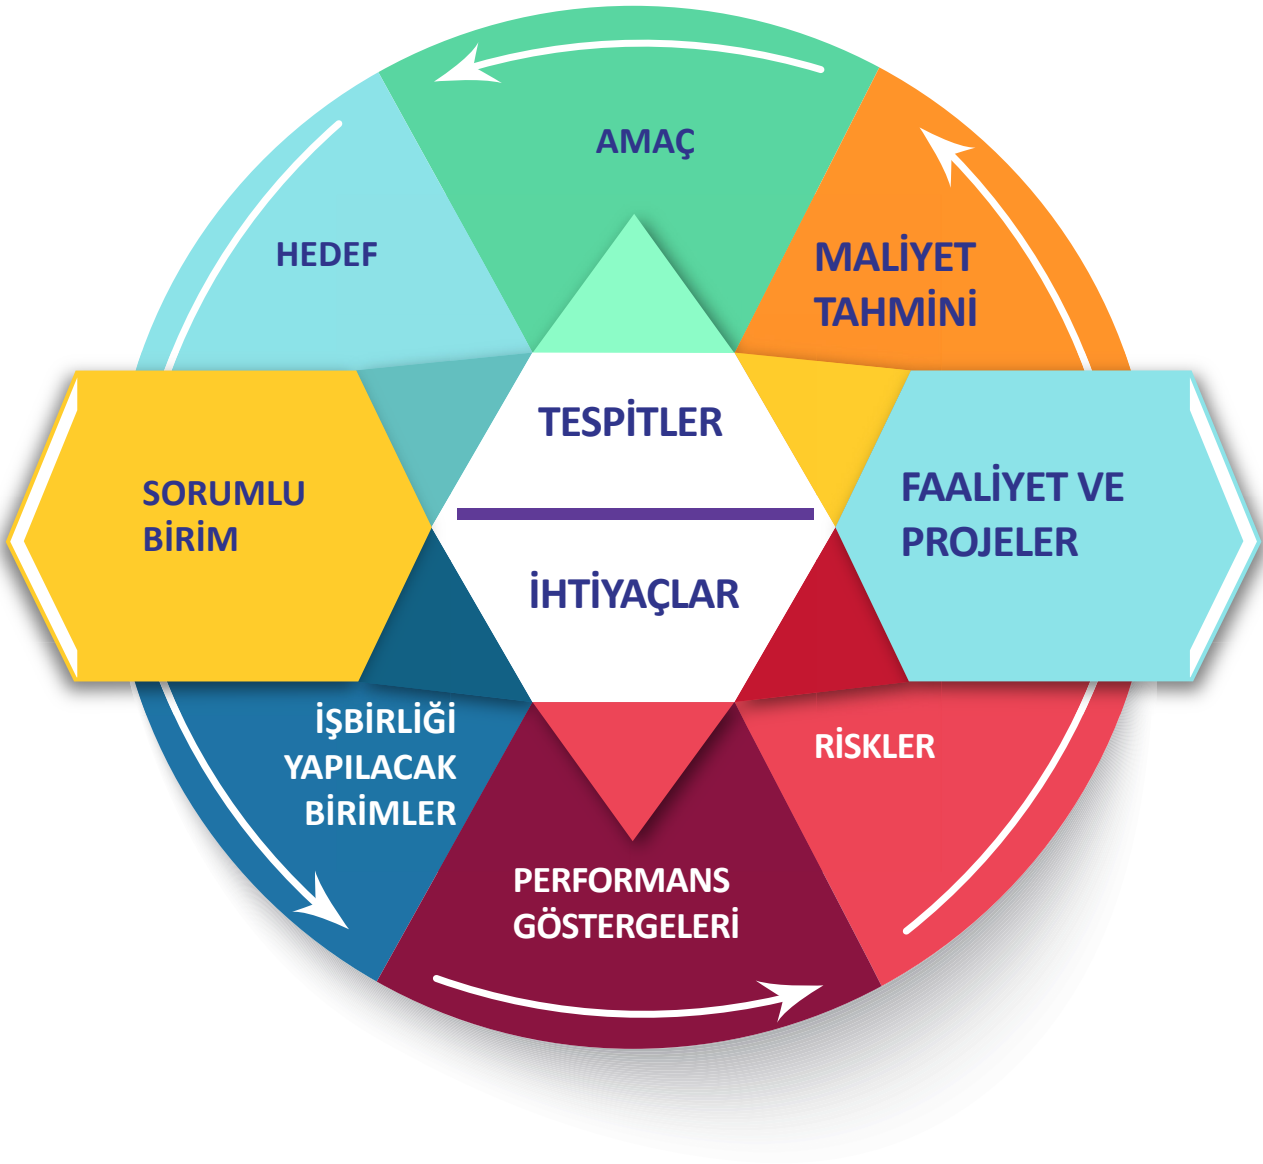 AMAÇ
HEDEF
MALİYET
TAHMİNİ
TESPİTLER
SORUMLU
BİRİM
FAALİYET VE
PROJELER
İHTİYAÇLAR
İŞBİRLİĞİ
YAPILACAK
BİRİMLER
RİSKLER
PERFORMANS
GÖSTERGELERİ